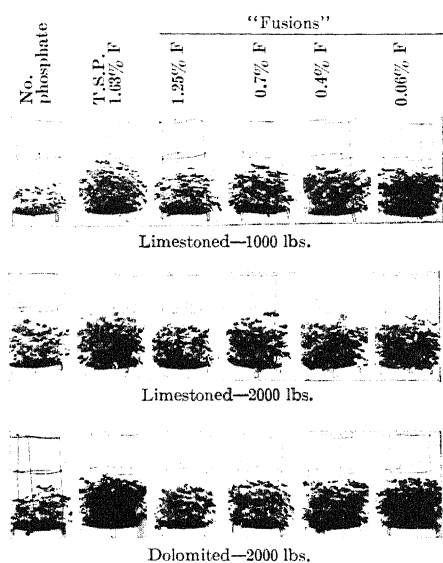 "Fusions"
No.
phosphate
T.S.P.
1.63% F
1.25% F
0.7% F
0.4% F
0.06% F
Limestoned—1000 lbs.
Limestoned—2000 lbs.
Dolomited—2000 lbs.